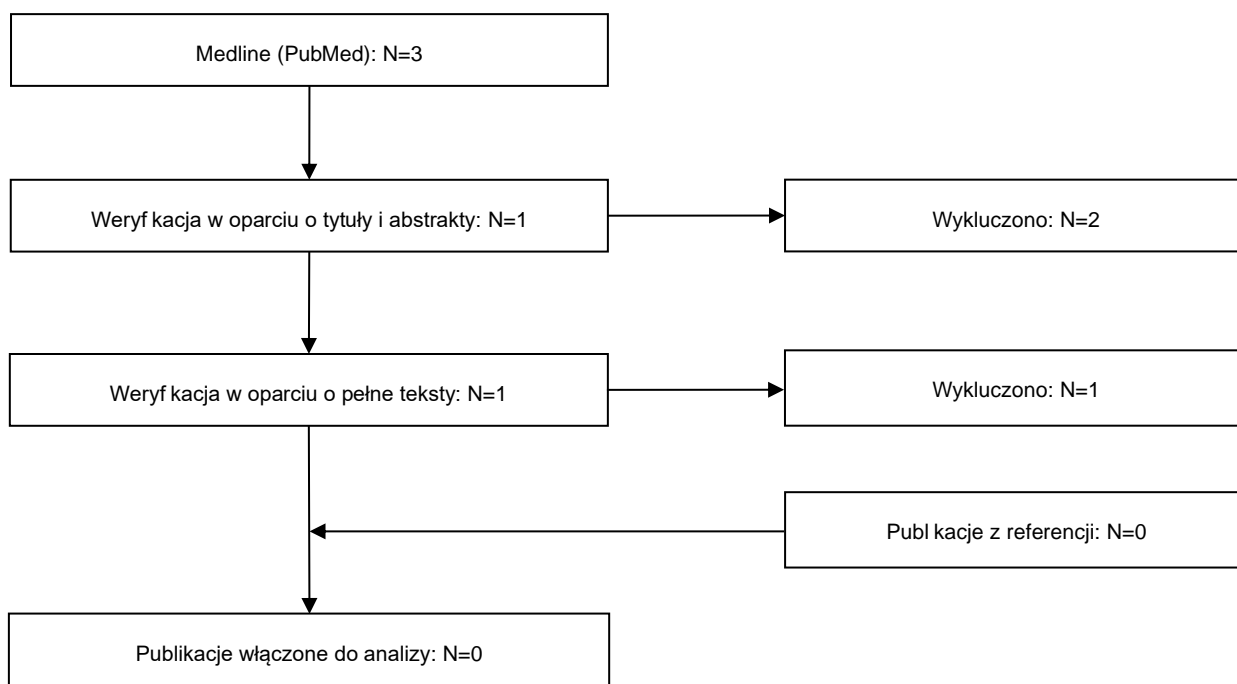 Medline (PubMed): N=3
Weryf kacja w oparciu o tytuły i abstrakty: N=1
Wykluczono: N=2
Weryf kacja w oparciu o pełne teksty: N=1
Wykluczono: N=1
Publ kacje z referencji: N=0
Publikacje włączone do analizy: N=0